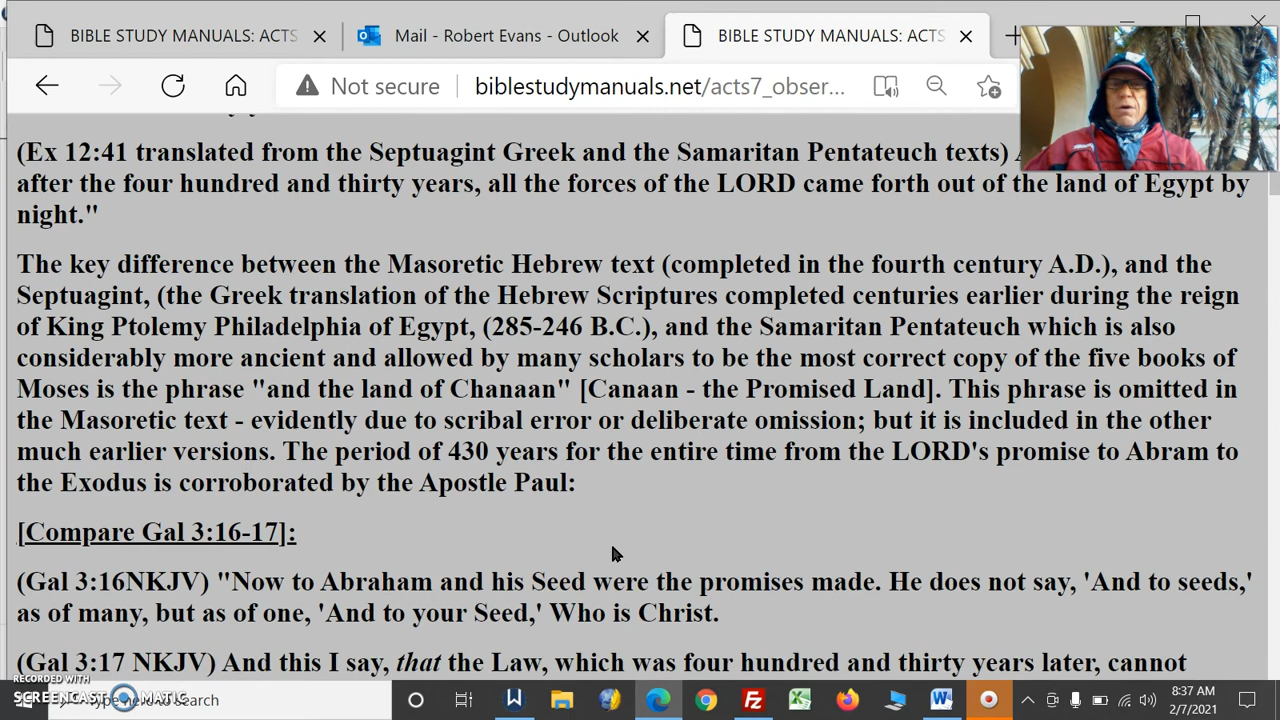 BIBLE STUDY MANUALS: ACTS
Mail - Robert Evans - Outlook
BIBLE STUDY MANUALS: ACTS
Not secure
biblestudymanuals.net/acts7_obser...
(Ex 12:41 translated from the Septuagint Greek and the Samaritan Pentateuch texts)
after the four hundred and thirty years, all the forces of the LORD came forth out of the land of Egypt by
night."
The key difference between the Masoretic Hebrew text (completed in the fourth century A.D.), and the
Septuagint, (the Greek translation of the Hebrew Scriptures completed centuries earlier during the reign
of King Ptolemy Philadelphia of Egypt, (285-246 B.C.), and the Samaritan Pentateuch which is also
considerably more ancient and allowed by many scholars to be the most correct copy of the five books of
Moses is the phrase "and the land of Chanaan" [Canaan - the Promised Land]. This phrase is omitted in
the Masoretic text - evidently due to scribal error or deliberate omission; but it is included in the other
much earlier versions. The period of 430 years for the entire time from the LORD's promise to Abram to
the Exodus is corroborated by the Apostle Paul:
[Compare Gal 3:16-17]:
(Gal 3:16NKJV) "Now to Abraham and his Seed were the promises made. He does not say, 'And to seeds,'
as of many, but as of one, 'And to your Seed,' Who is Christ.
(Gal 3:17 NKJV) And this I say, that the Law, which was four hundred and thirty years later, cannot
RECORDED WITH
SCREENCAST MATIC
Type here to search
8:37 AM
2/7/2021